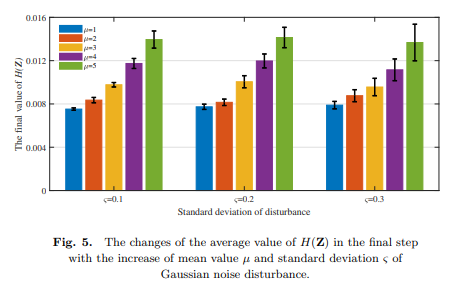 0.016
μ=1
μ=2
μ=3
μ=4
μ=5
0.012
0.008
0.004
0
The final value of H(Z)
ς=0.1 ς=0.2 ς=0.3
Standard deviation of disturbance
Fig. 5. The changes of the average value of H(Z) in the final step
with the increase of mean value μ and standard deviation ς of
Gaussian noise disturbance.